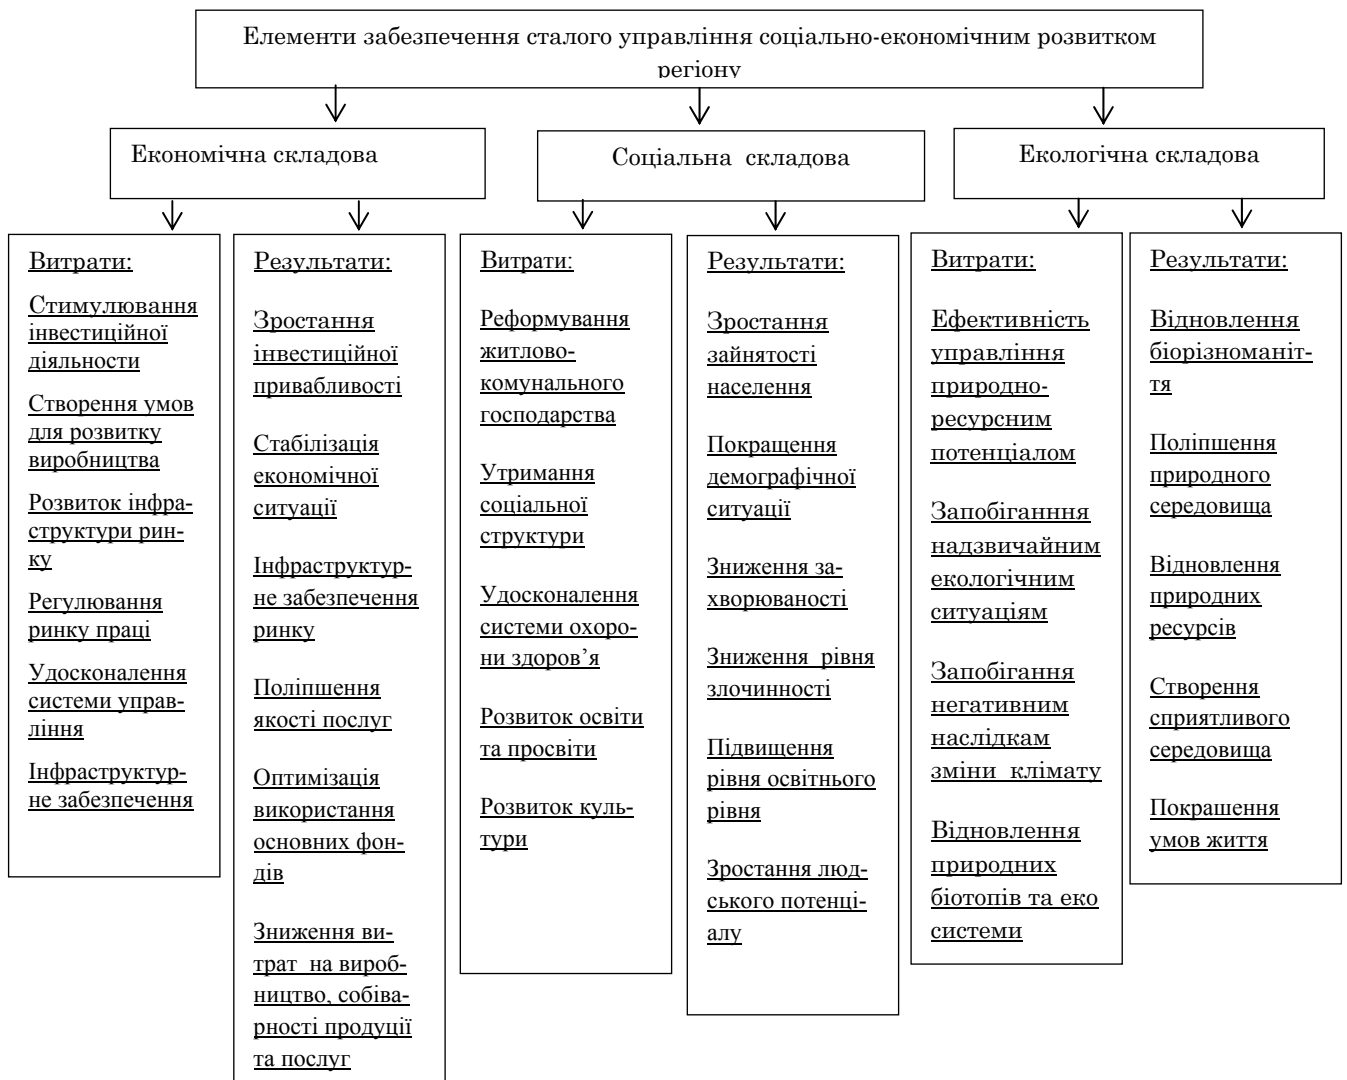 Елементи забезпечення сталого управління соціально-економічним розвитком
регіону
Економічна складова
Соціальна складова
Екологічна складова
Витрати:
Стимулювання
інвестиційної
діяльности
Створення умов
для розвитку
виробництва
Розвиток інфра-
структури рин-
ку
Регулювання
ринку праці
Удосконалення
системи управ-
ління
Інфраструктур-
не забезпечення
Результати:
Зростання
інвестиційної
привабливості
Стабілізація
економічної
ситуації
Інфраструктур-
не забезпечення
ринку
Поліпшення
якості послуг
Оптимізація
використання
основних фон-
дів
Зниження ви-
трат на вироб-
ництво, собіва-
рності продуції
та послуг
Витрати:
Реформування
житлово-
комунального
господарства
Утримання
соціальної
структури
Удосконалення
системи охоро-
ни здоров’я
Розвиток освіти
та просвіти
Розвиток куль-
тури
Результати:
Зростання
зайнятості
населення
Покращення
демографічної
ситуації
Зниження за-
хворюваності
Зниження рівня
злочинності
Підвищення
рівня освітнього
рівня
Зростання люд-
ського потенці-
алу
Витрати:
Ефективність
управління
природно-
ресурсним
потенціалом
Запобіганння
надзвичайним
екологічним
ситуаціям
Запобігання
негативним
наслідкам
зміни клімату
Відновлення
природних
біотопів та еко
системи
Результати:
Відновлення
біорізноманіт-
тя
Поліпшення
природного
середовища
Відновлення
природних
ресурсів
Створення
сприятливого
середовища
Покрашення
умов життя